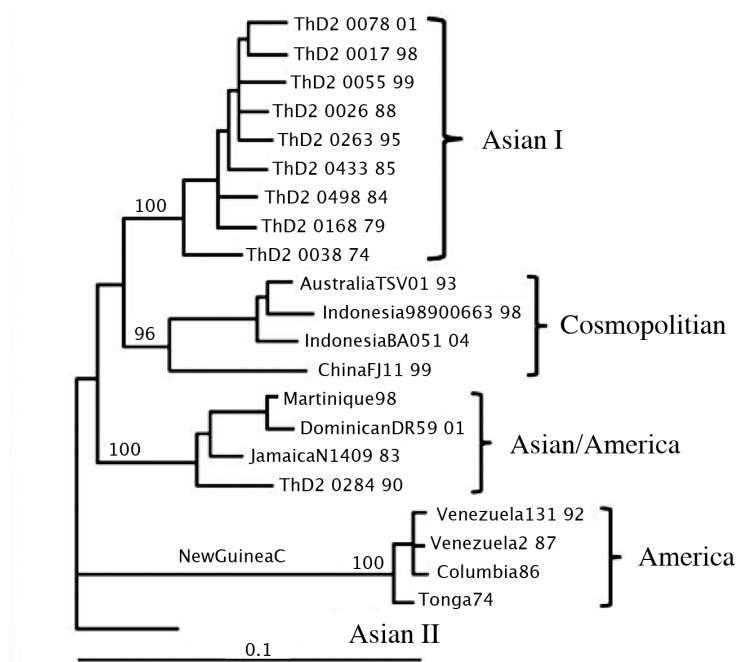 ThD2 0078 01
ThD2 0017 98
ThD2 0055 99
ThD2 0026 88
ThD2 0263 95
Asian I
ThD2 0433 85
ThD2 0498 84
100
ThD2 0168 79
ThD2 0038 74
AustraliaTSV01 93
Indonesia98900663 98
Cosmopolitian
96
IndonesiaBA051 04
ChinaFJ11 99
Martinique98
DominicanDR59 01
Asian/America
100
JamaicaN1409 83
ThD2 0284 90
Venezuela131 92
Venezuela2 87
NewGuineaC
100
America
Columbia86
Tonga74
Asian II
0.1